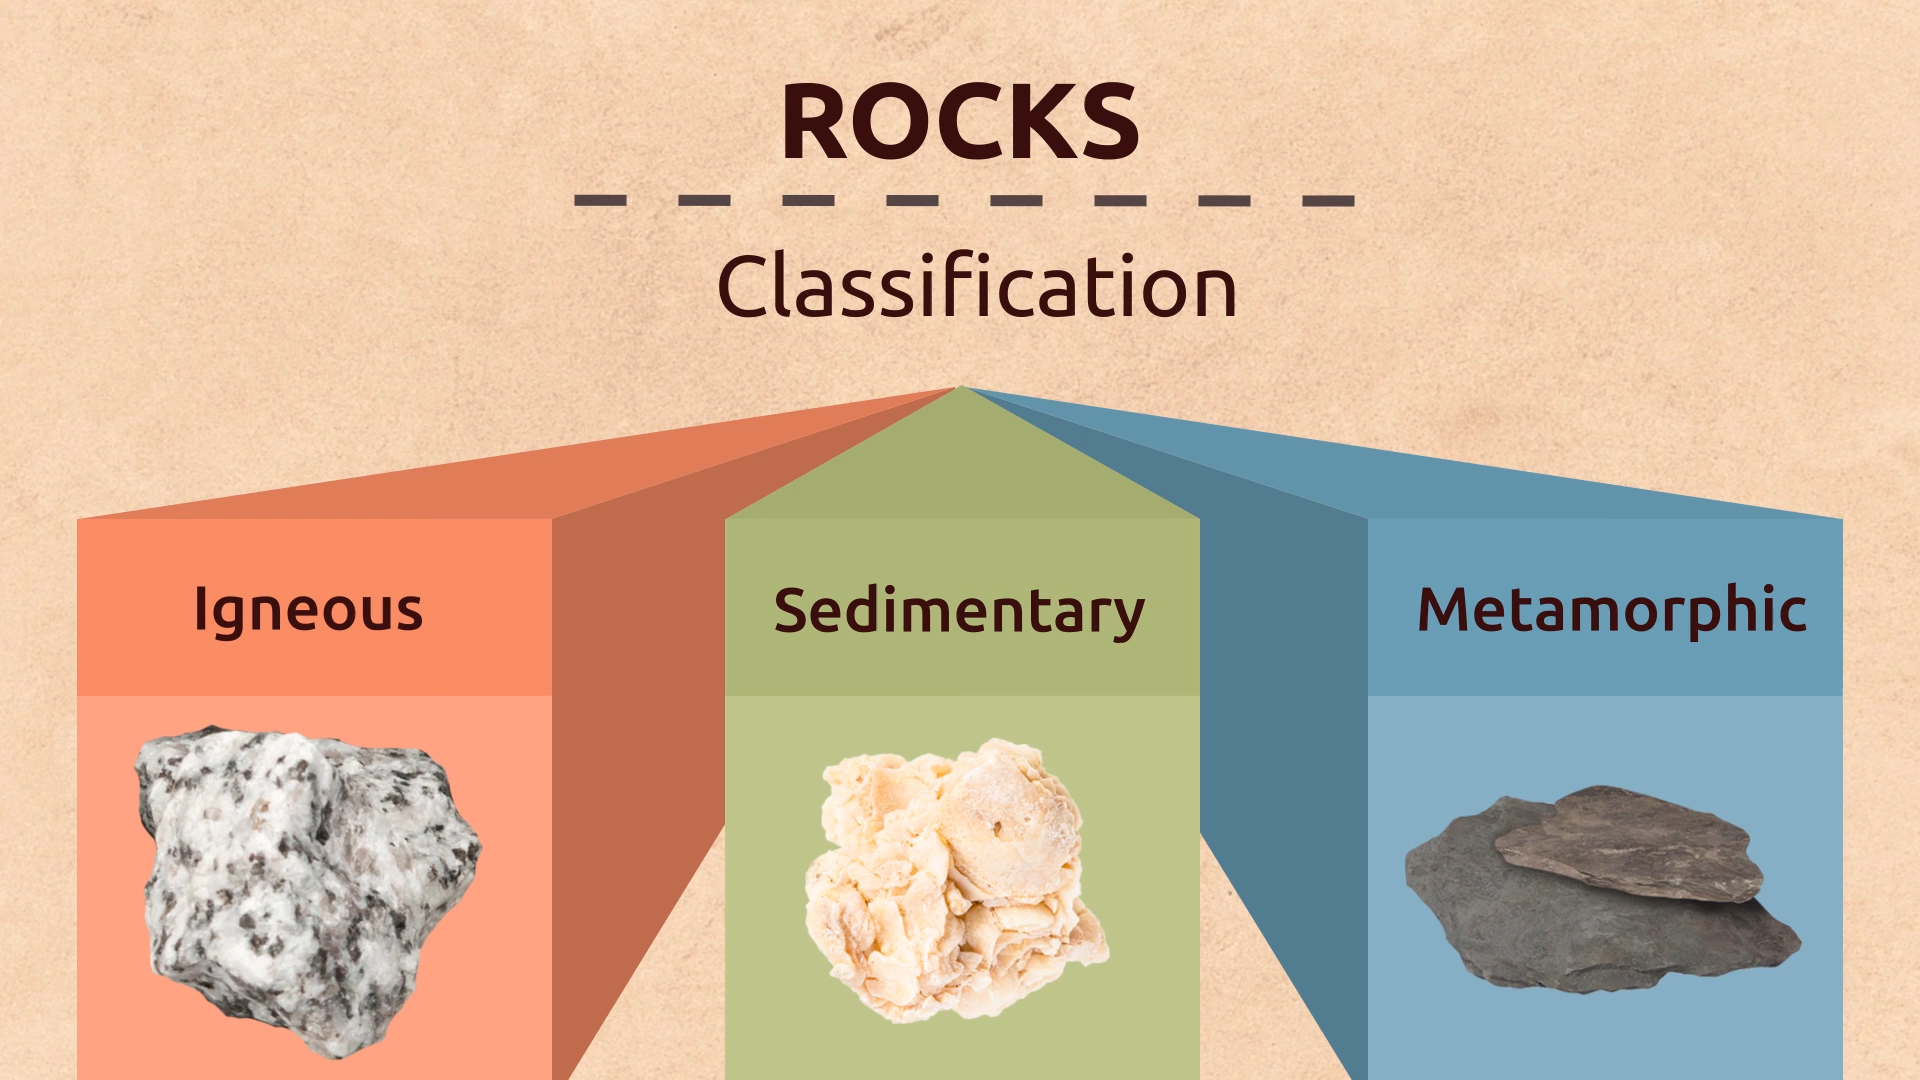 ROCKS
Classification
Igneous
Sedimentary
Metamorphic